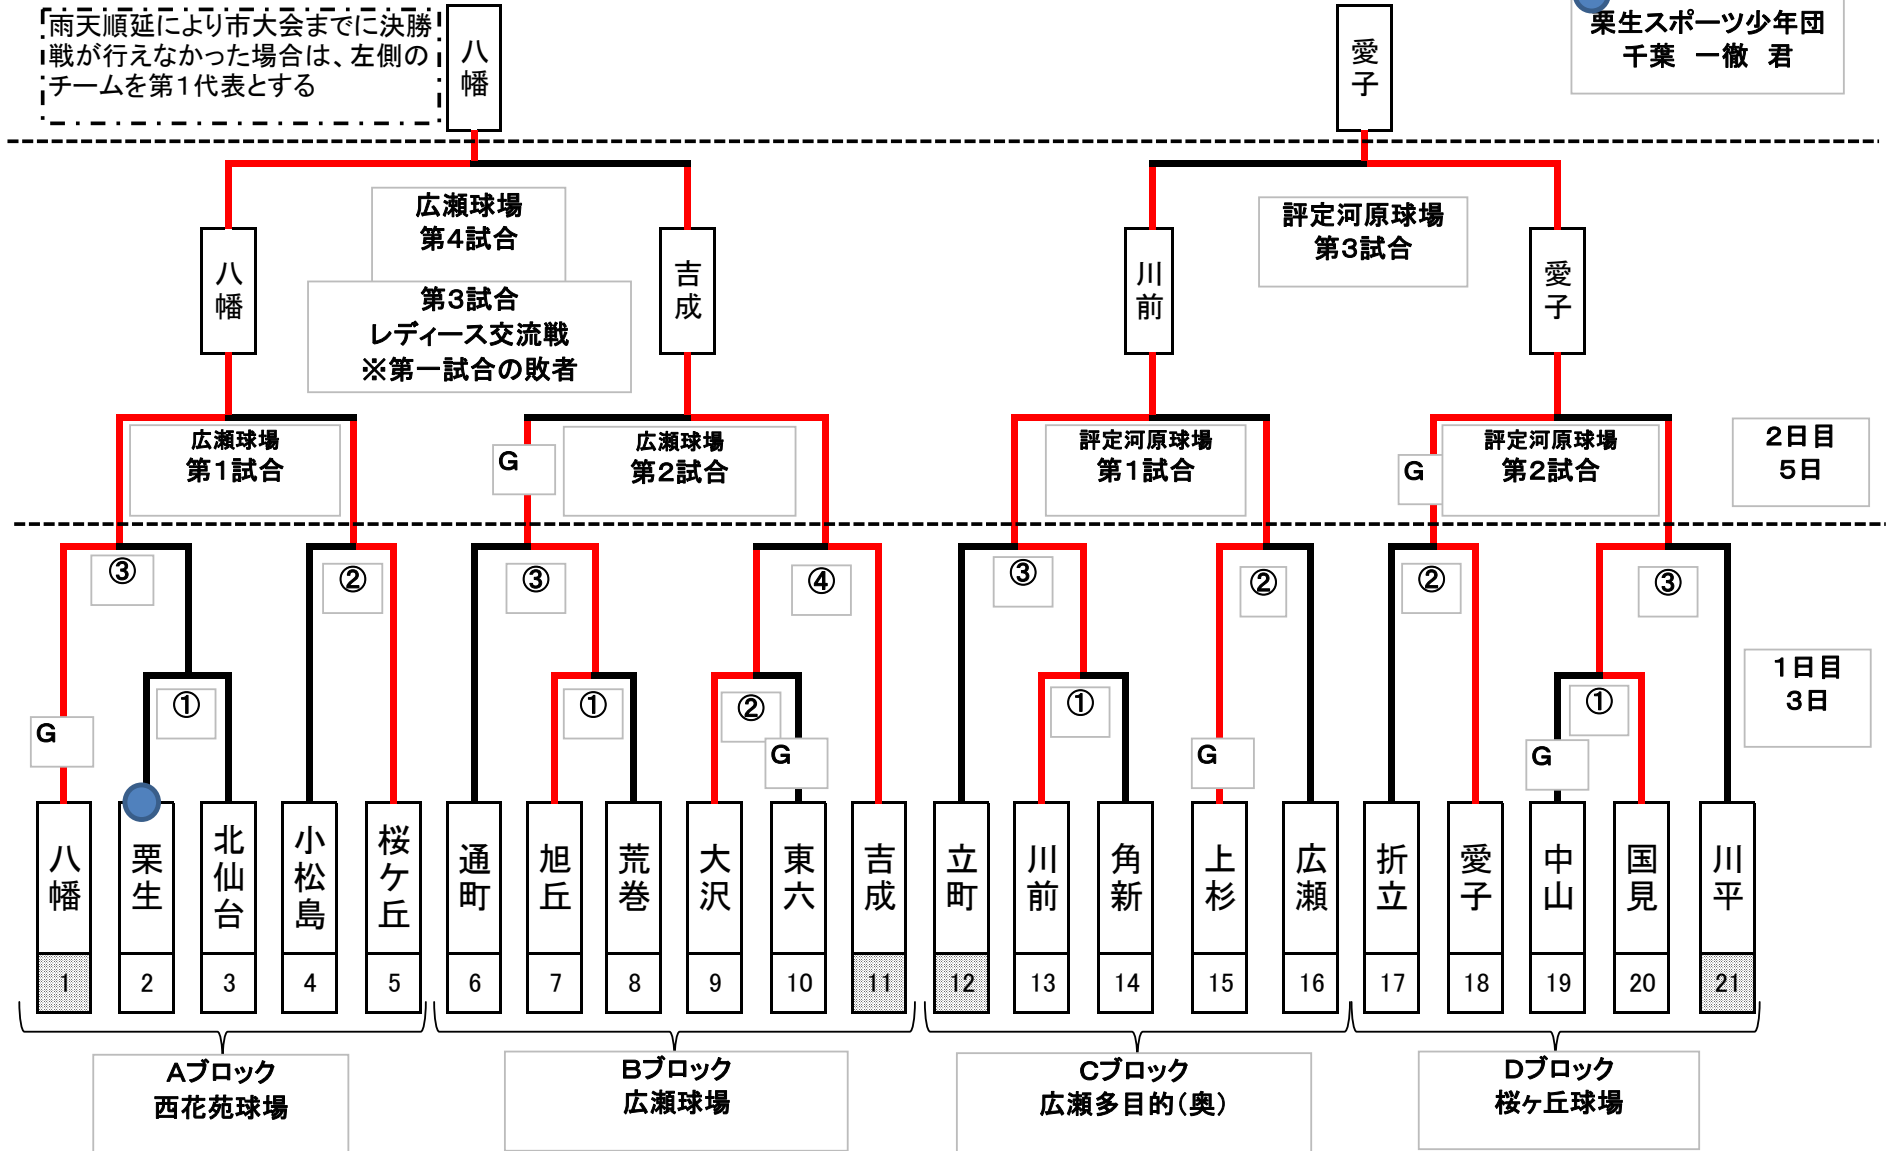 雨天順延により市大会までに決勝
戦が行えなかった場合は、左側の
チームを第1代表とする
八幡
愛子
栗生スポーツ少年団
千葉　一徹　君
広瀬球場
第4試合
評定河原球場
第3試合
八幡
吉成
川前
愛子
第3試合
レディース交流戦
※第一試合の敗者
広瀬球場
第1試合
G
広瀬球場
第2試合
評定河原球場
第1試合
G
評定河原球場
第2試合
2日目
5日
③
②
③
④
③
②
②
③
1日目
3日
①
①
②
①
①
G
G
G
G
八幡
栗生
北仙台
小松島
桜ケ丘
通町
旭丘
荒巻
大沢
東六
吉成
立町
川前
角新
上杉
広瀬
折立
愛子
中山
国見
川平
1
2
3
4
5
6
7
8
9
10
11
12
13
14
15
16
17
18
19
20
21
Aブロック
西花苑球場
Bブロック
広瀬球場
Cブロック
広瀬多目的（奥）
Dブロック
桜ヶ丘球場